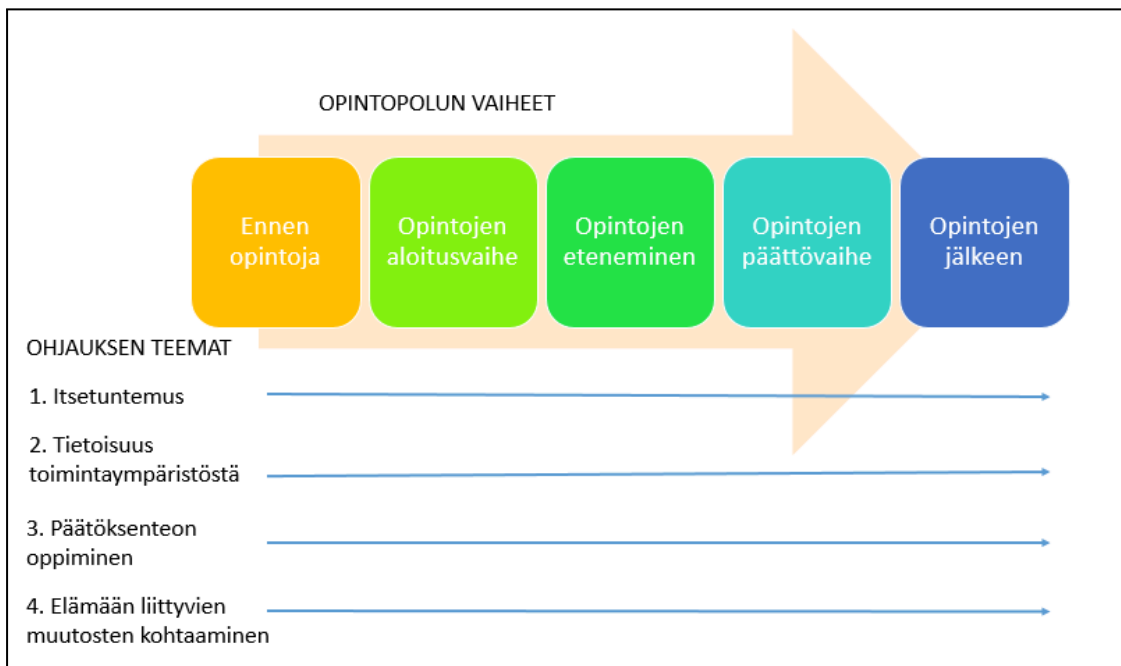 OPINTOPOLUN VAIHEET
Ennen
opintoja
Opintojen
aloitusvaihe
Opintojen
eteneminen
Opintojen
päättövaihe
Opintojen
jälkeen
OHJAUKSEN TEEMAT
1. Itsetuntemus
2. Tietoisuus
toimintaympäristöstä
3. Päätöksenteon
oppiminen
4. Elämään liittyvien
muutosten kohtaaminen